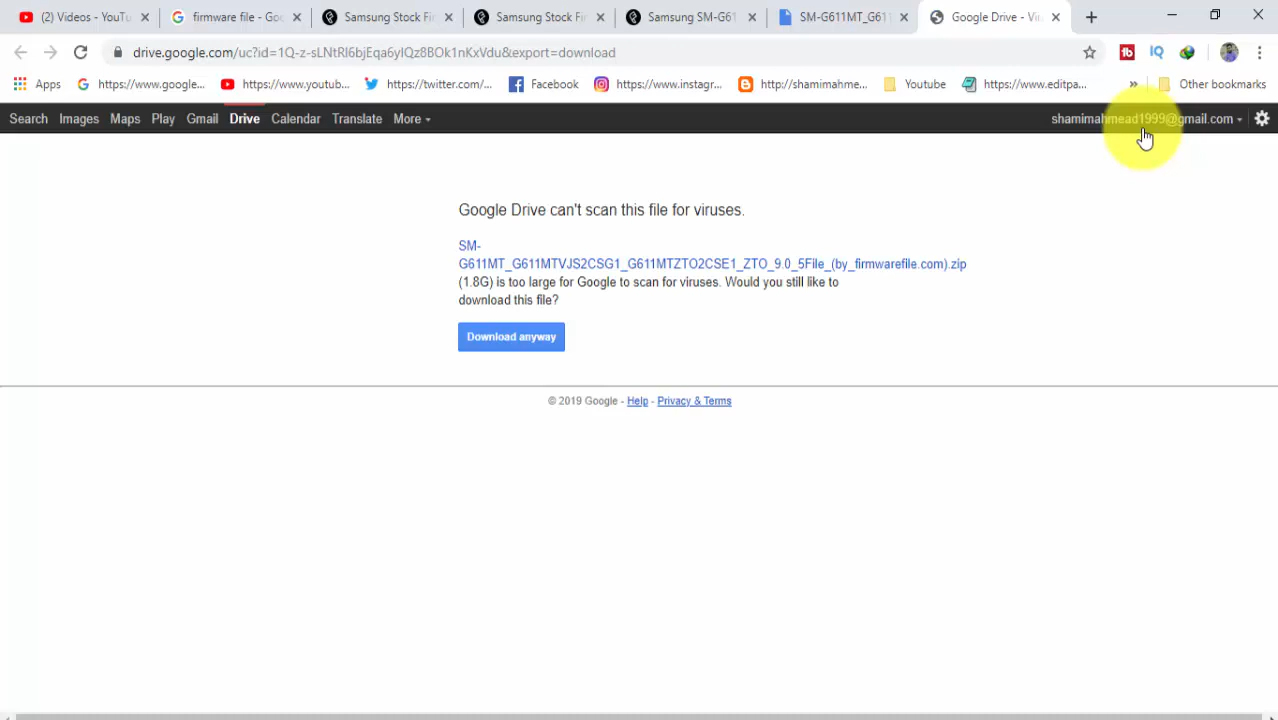 (2) Videos - YouTu
firmware file - Goo
Samsung Stock Fi
Samsung Stock Fi
Samsung SM-G6
SM-G611MT_G611
Google Drive - Vi
drive.google.com/uc?id=1Q-z-sLNtRI6bjEqa6yIQz8BOk1nKxVdu&export=download
Apps
https://www.google...
https://www.youtub...
https://twitter.com/...
Facebook
https://www.instagr...
http://shamimahme...
Youtube
https://www.editpa...
»
Other bookmarks
Search Images Maps Play Gmail Drive Calendar Translate More
shamimahmead1999@gmail.com
Google Drive can't scan this file for viruses.
SM-
G611MT_G611MTVJS2CSG1_G611MTZTO2CSE1_ZTO_9.0_5File_(by_firmwarefile.com).zip
(1.8G) is too large for Google to scan for viruses. Would you still like to
download this file?
Download anyway
© 2019 Google - Help - Privacy & Terms